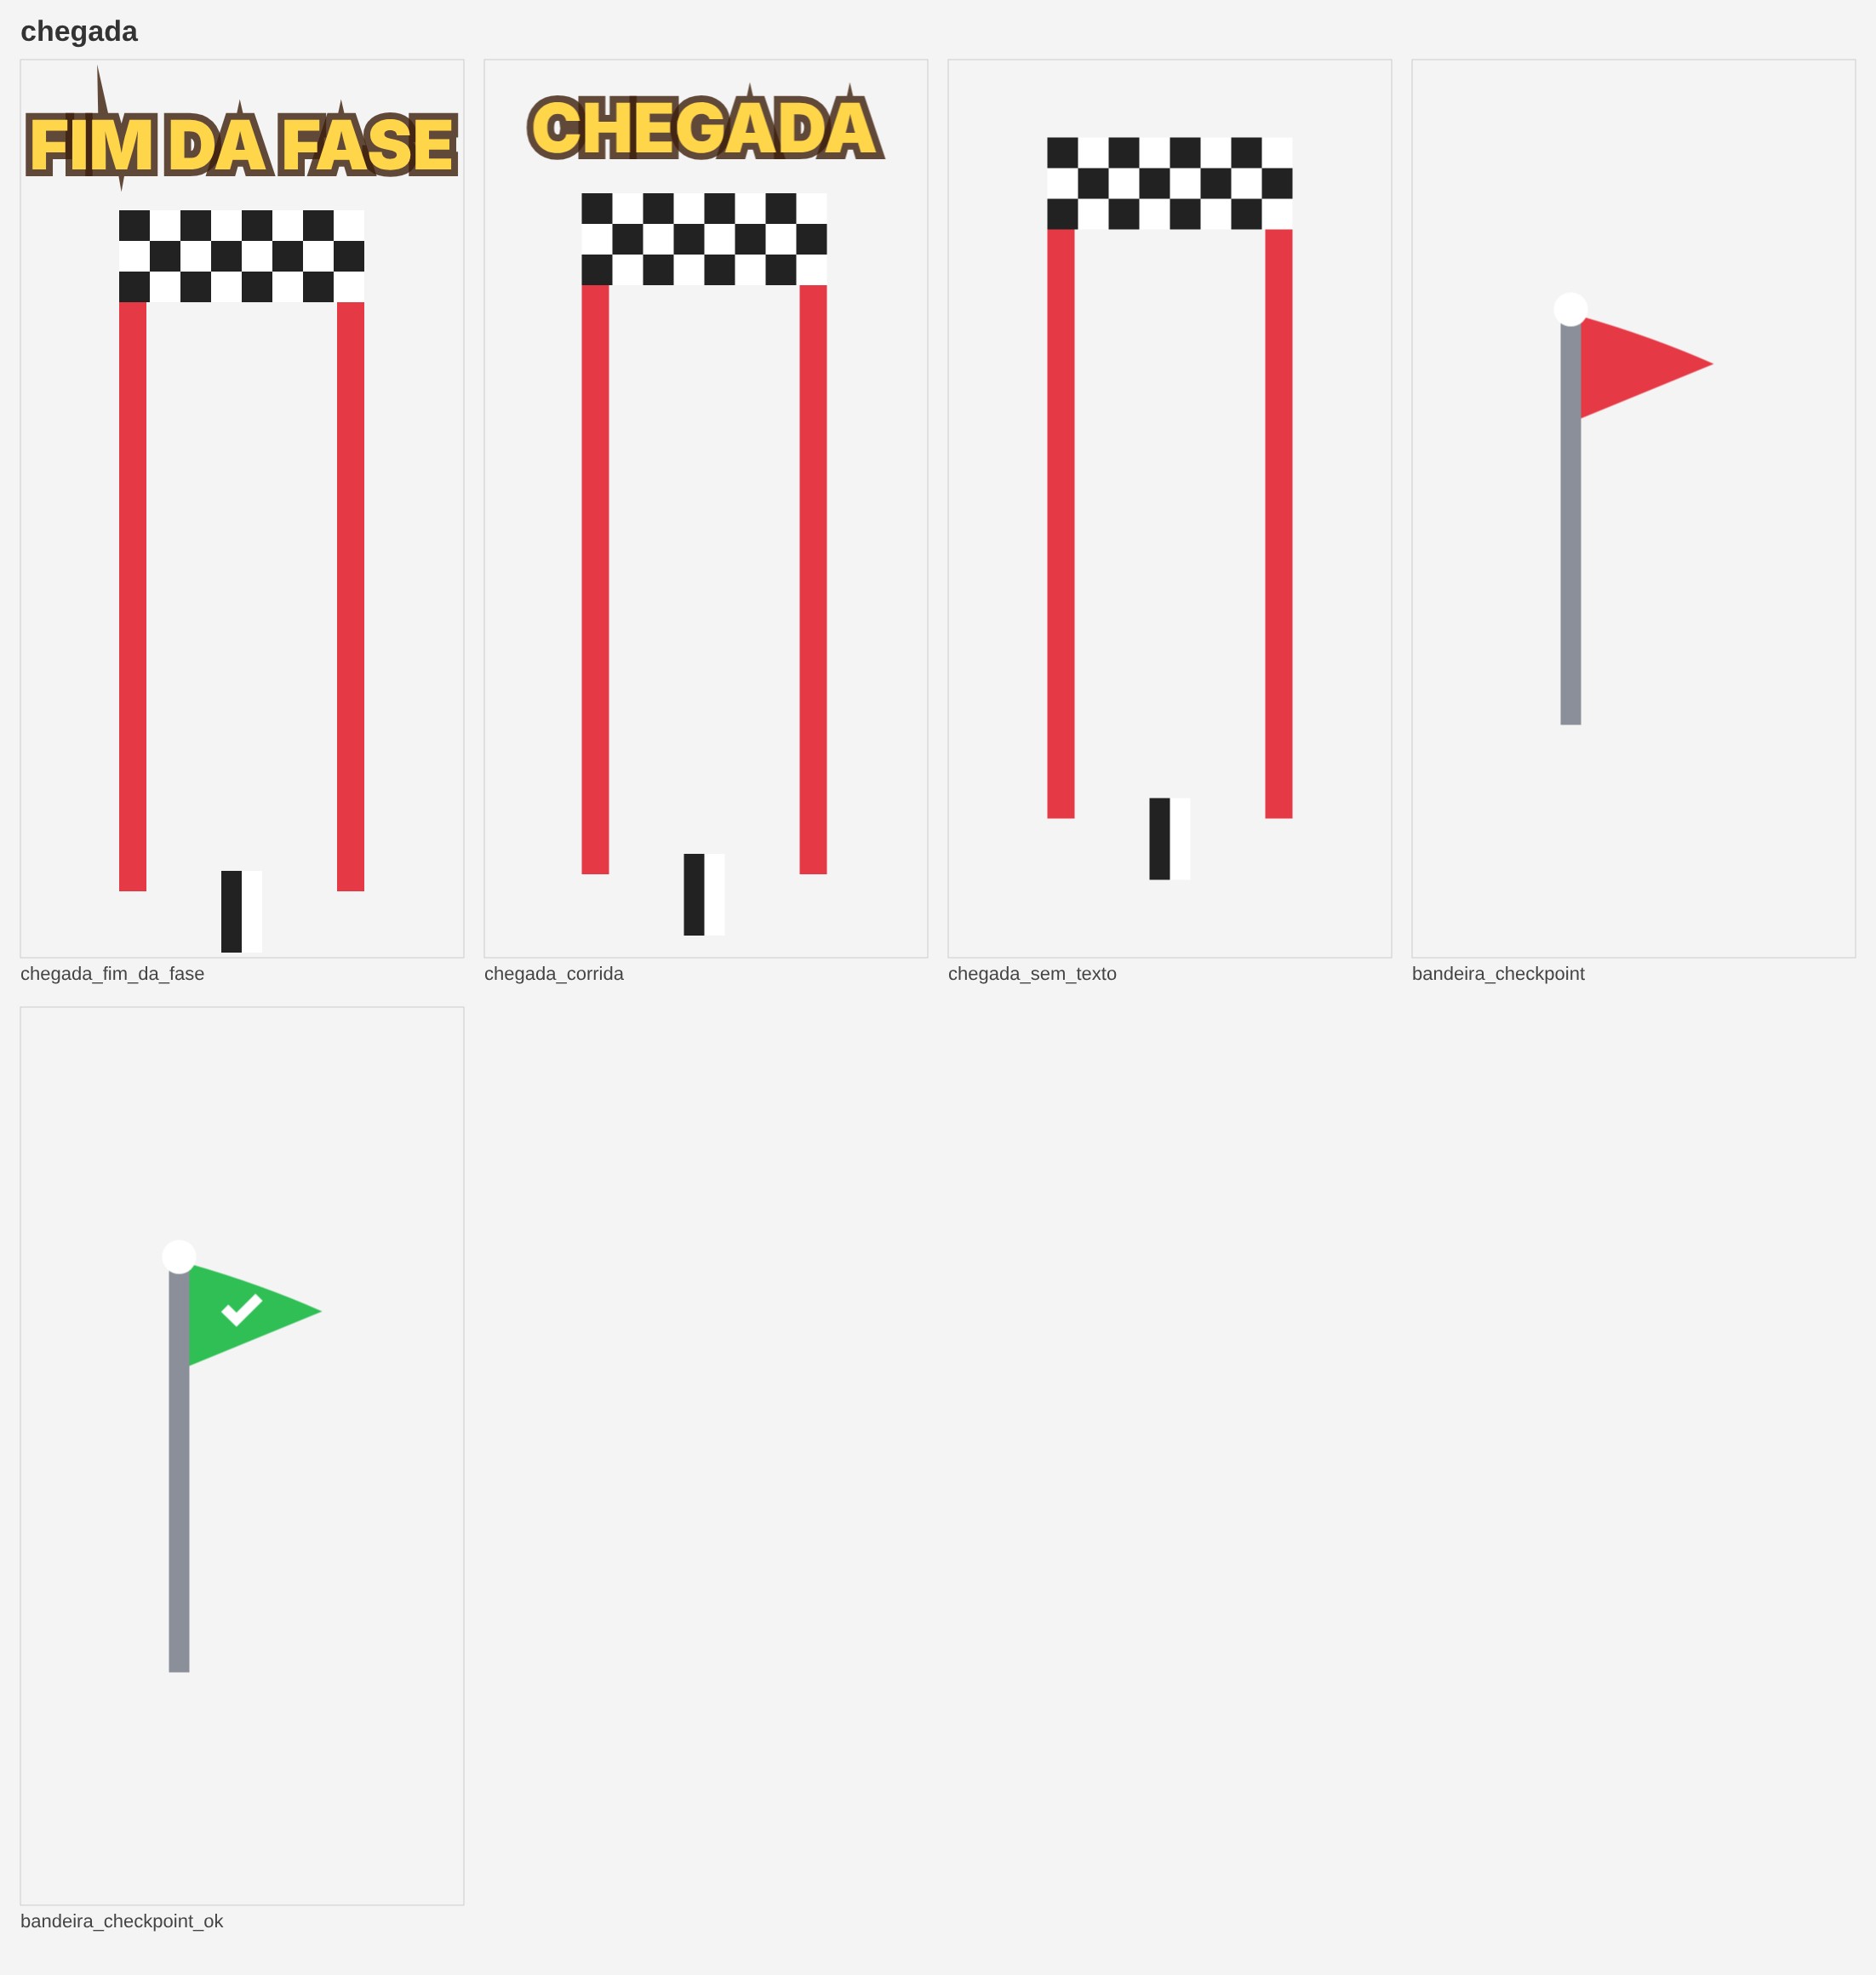 chegada
FIM DA FASE
CHEGADA
chegada_fim_da_fase
chegada_corrida
chegada_sem_texto
bandeira_checkpoint
bandeira_checkpoint_ok